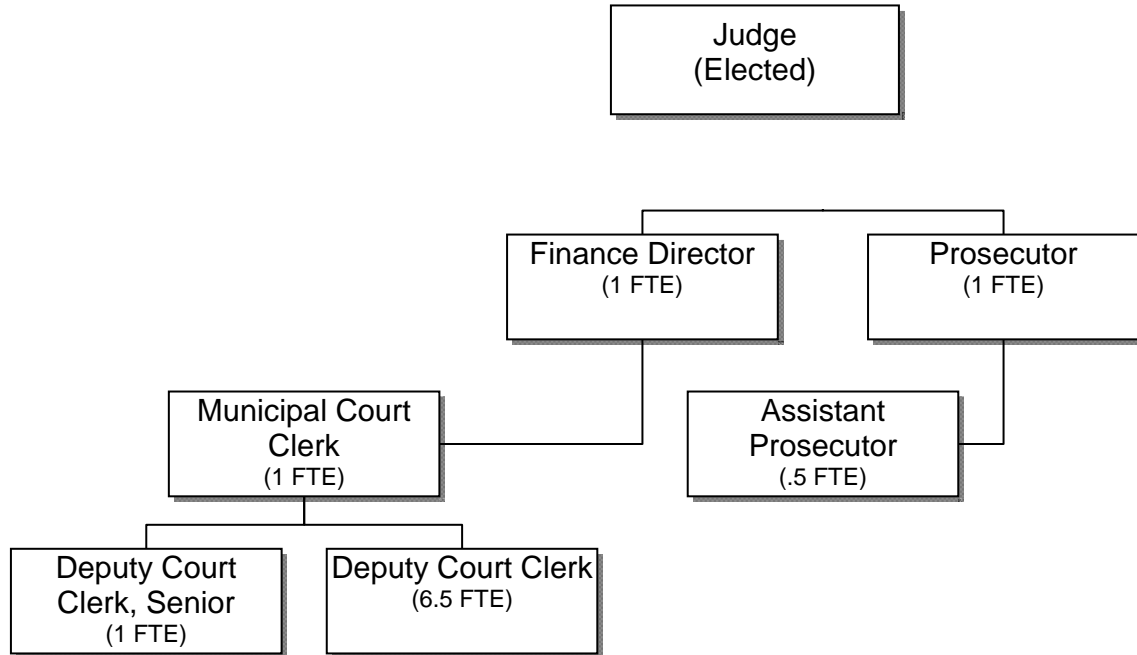 Judge
(Elected)
Finance Director
(1 FTE)
Prosecutor
(1 FTE)
Municipal Court
Clerk
(1 FTE)
Assistant
Prosecutor
(.5 FTE)
Deputy Court
Clerk, Senior
(1 FTE)
Deputy Court Clerk
(6.5 FTE)